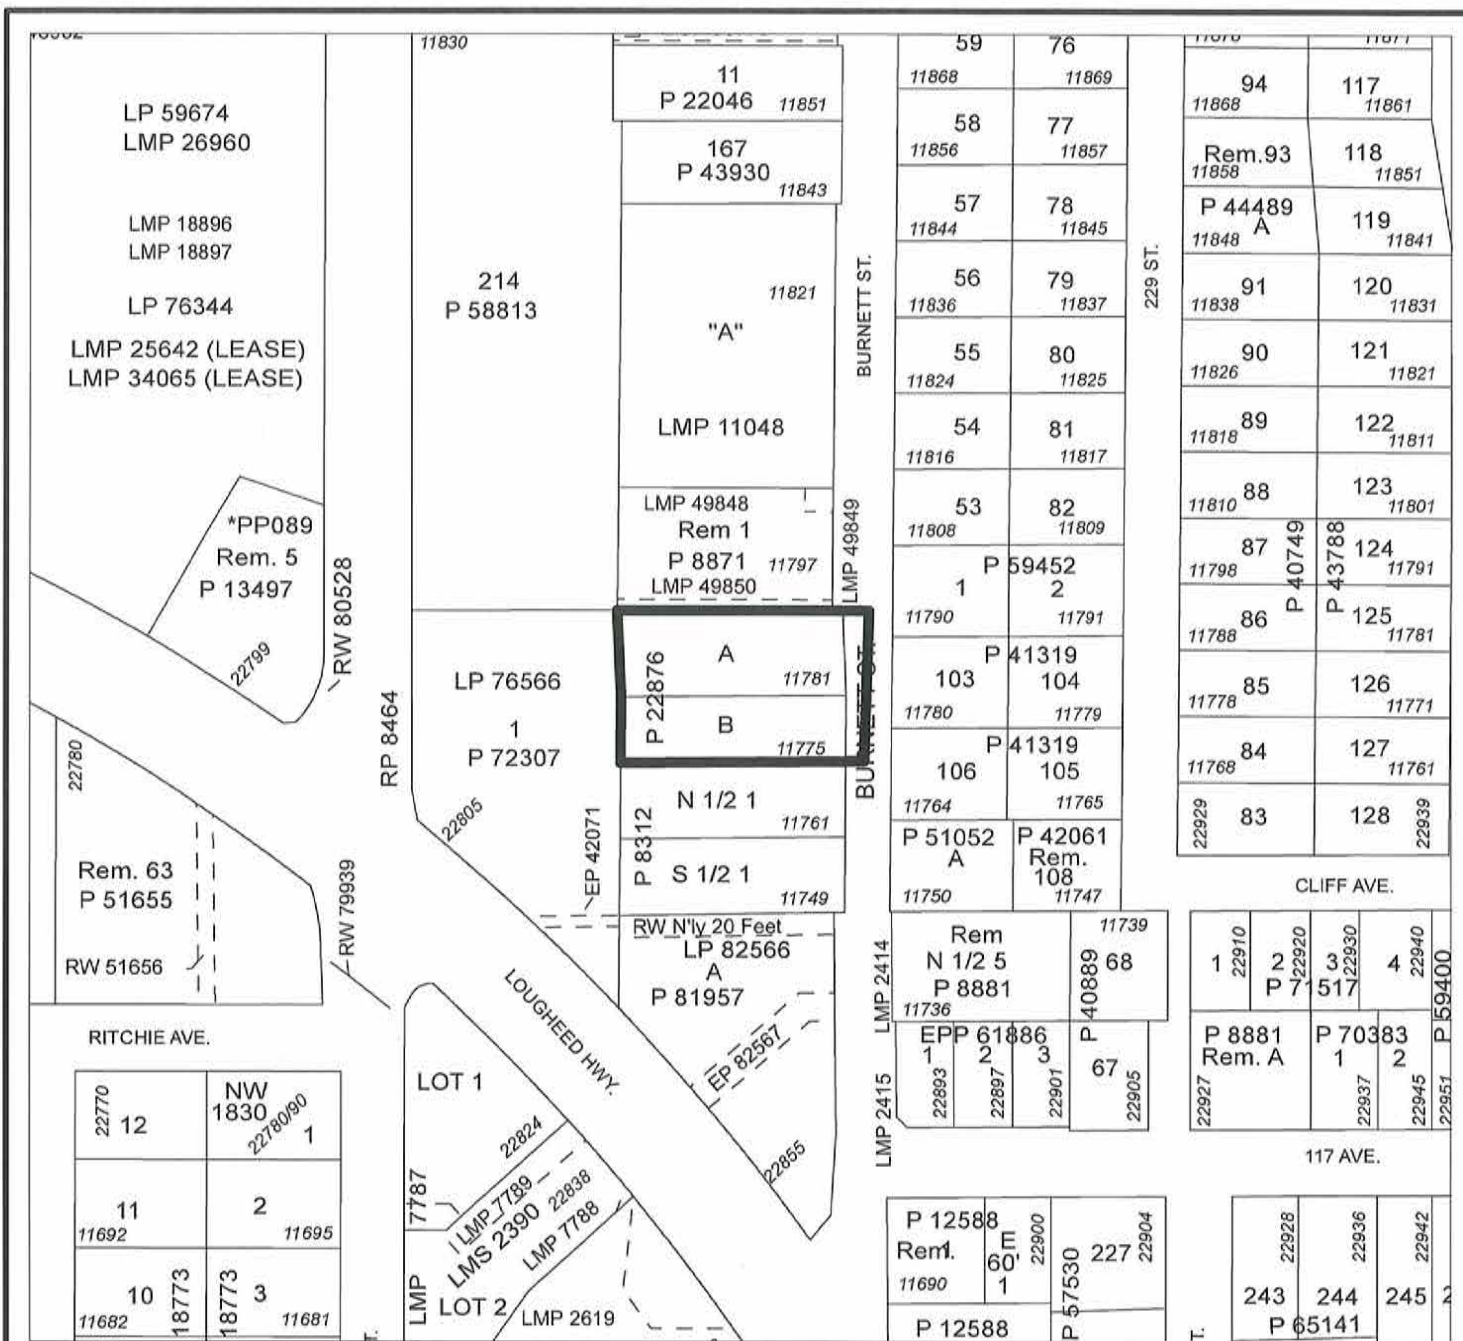 LP 59674
LMP 26960
LMP 18896
LMP 18897
LP 76344
LMP 25642 (LEASE)
LMP 34065 (LEASE)
*PP089
Rem. 5
P 13497
22799
RW 80528
11830
214
P 58813
11
P 22046
11851
167
P 43930
11843
11821
"A"
LMP 11048
LMP 49848
Rem 1
P 8871
11797
LMP 49850
LMP 49849
BURNETT ST.
59
11868
76
11869
58
11856
77
11857
57
11844
78
11845
56
11836
79
11837
55
11824
80
11825
54
11816
81
11817
53
11808
82
11809
P 59452
1
11790
2
11791
P 41319
103
11780
104
11779
P 41319
106
11764
105
11765
P 51052
A
11750
P 42061
Rem.
108
11747
229 ST.
94
11868
117
11861
Rem.93
11858
118
11851
P 44489
A
11848
119
11841
91
11838
120
11831
90
11826
121
11821
89
11818
122
11811
88
11810
123
11801
87
11798
124
11791
P 40749
P 43788
86
11788
125
11781
85
11778
126
11771
84
11768
127
11761
22929
83
128
22939
CLIFF AVE.
P 22876
A
11781
B
11775
BURNETT ST.
LP 76566
1
P 72307
RP 8464
22805
EP 42071
P 8312
N 1/2 1
11761
S 1/2 1
11749
RW N'ly 20 Feet
LP 82566
A
P 81957
EP 82567
22855
22780
Rem. 63
P 51655
RW 51656
RW 79939
RITCHIE AVE.
LOUGHEED HWY.
LMP 2414
Rem
N 1/2 5
P 8881
11736
11739
P 40889
68
EPP 61886
1
22893
2
22897
3
22901
67
22905
LMP 2415
1
22910
2
22920
3
22930
4
22940
P 71517
P 59400
P 8881
Rem. A
22927
P 70383
1
22937
2
22945
22951
117 AVE.
22770
12
NW
1830
22780/90
1
11
11692
2
11695
10
11682
18773
18773
3
11681
LOT 1
22824
7787
LMP
LMP 7789
LMS 2390
22838
LMP 7788
LOT 2
LMP 2619
P 12588
Rem.
1
11690
E
60'
1
22900
P 57530
227
22904
P 12588
22928
243
22936
244
22942
245
P 65141